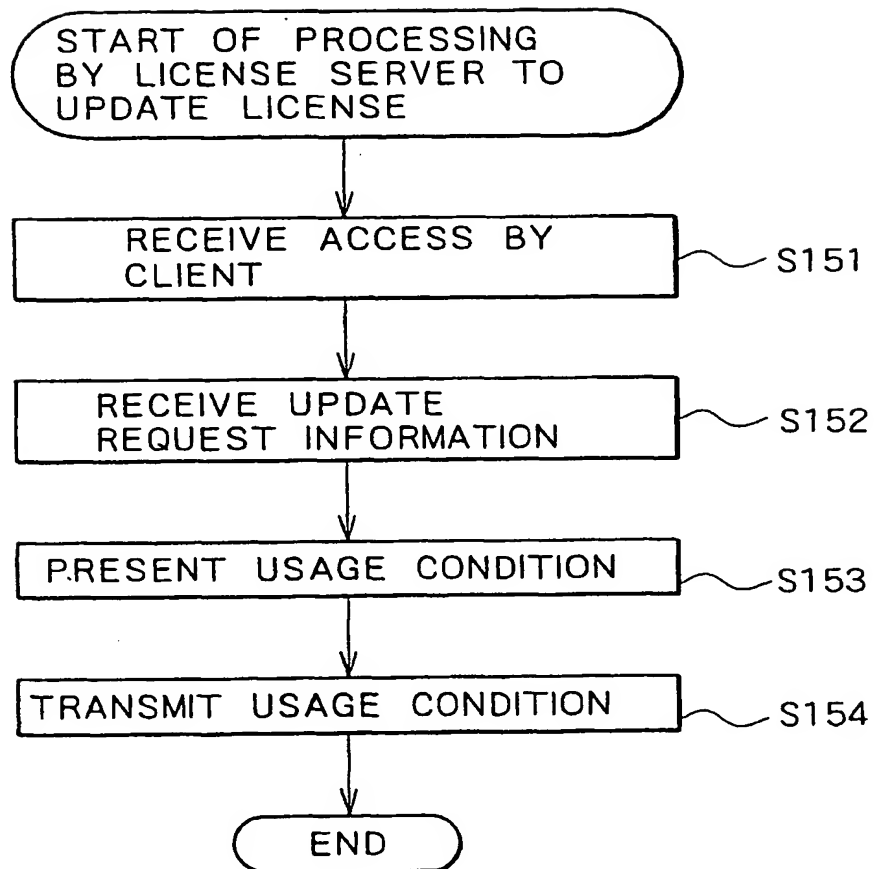 START OF PROCESSING
BY LICENSE SERVER TO
UPDATE LICENSE
RECEIVE ACCESS BY
CLIENT
S151
RECEIVE UPDATE
REQUEST INFORMATION
S152
PRESENT USAGE CONDITION
S153
TRANSMIT USAGE CONDITION
S154
END